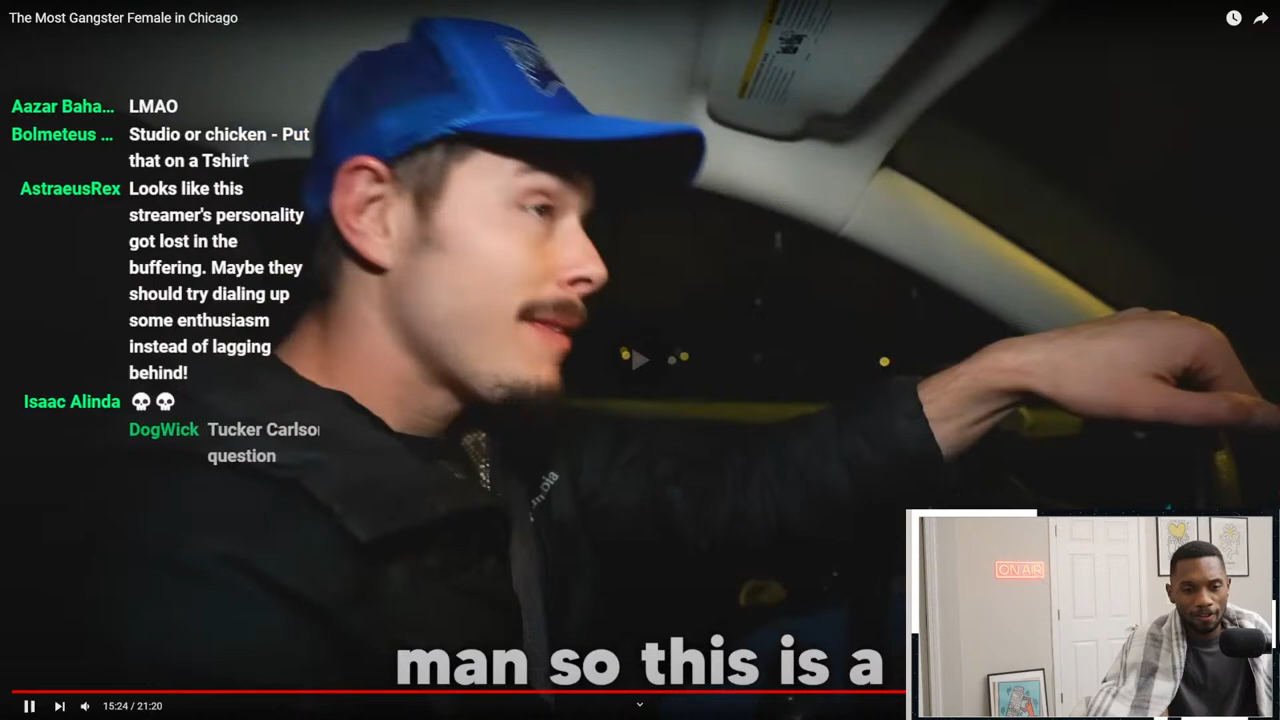 The Most Gangster Female in Chicago
Aazar Baha... LMAO
Bolmeteus ... Studio or chicken - Put
that on a Tshirt
AstraeusRex Looks like this
streamer's personality
got lost in the
buffering. Maybe they
should try dialing up
some enthusiasm
instead of lagging
behind!
Isaac Alinda 💀💀
DogWick Tucker Carlso
question
ON AIR
man so this is a
15:24 / 21:20